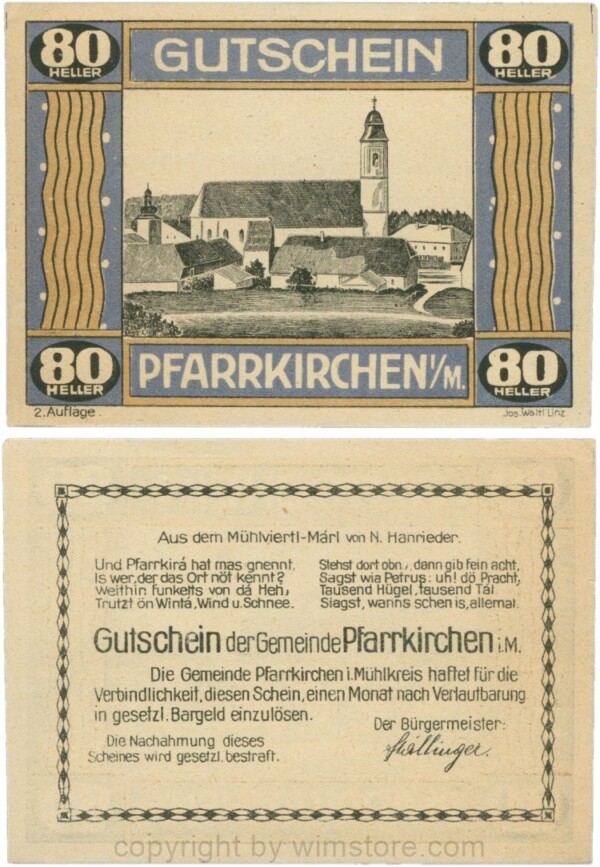 80 HELLER
GUTSCHEIN
80 HELLER
80 HELLER
PFARRKIRCHEN I/M.
80 HELLER
2. Auflage.
Jos. Waltl Linz
Aus dem Mühlviertl-Márl von N. Hanrieder.
Und Pfarrkirá hat mas gnennt,
Is wer, der das Ort nöt kennt?
Weithin funkelts von dá Heh,
Trutzt ön Wintá, Wind u. Schnee.
Stehst dort obn, dann gib fein acht,
Sagst wia Petrus: uh! dö Pracht,
Tausend Hügel, tausend Tál
Siagst, wanns schen is, allemal.
Gutschein der Gemeinde Pfarrkirchen i.M.
Die Gemeinde Pfarrkirchen i. Mühlkreis haftet für die
Verbindlichkeit, diesen Schein, einen Monat nach Verlautbarung
in gesetzl. Bargeld einzulösen.
Der Bürgermeister:
Die Nachahmung dieses
Scheines wird gesetzl. bestraft.
copyright by wimstore.com